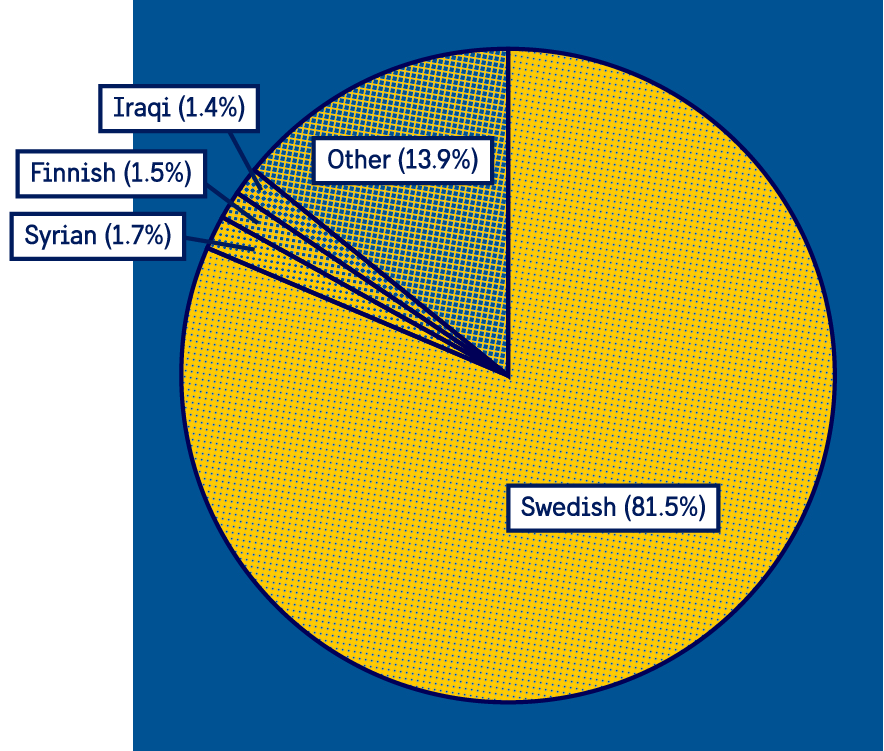 Iraqi (1.4%)
Other (13.9%)
Finnish (1.5%)
Syrian (1.7%)
Swedish (81.5%)